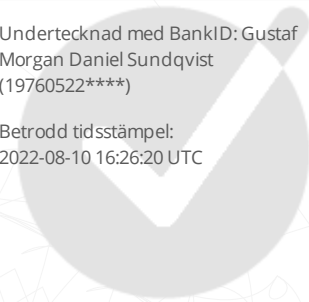 Undertecknad med BankID: Gustaf
Morgan Daniel Sundqvist
(19760522****)
Betrodd tidsstämpel:
2022-08-10 16:26:20 UTC